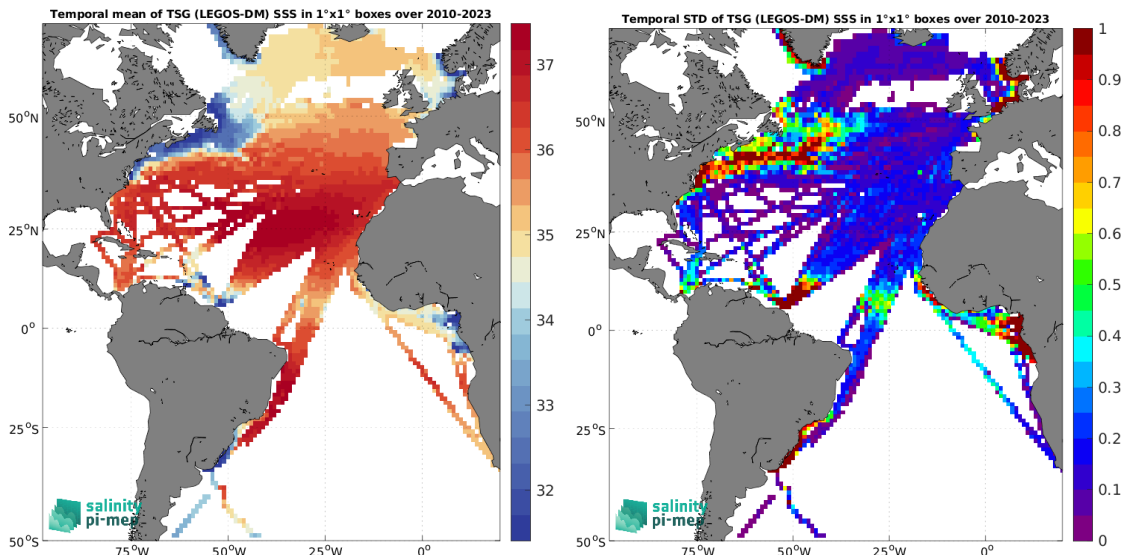 Temporal mean of TSG (LEGOS-DM) SSS in 1°x1° boxes over 2010-2023
37
36
35
34
33
32
50°N
25°N
0°
25°S
50°S
75°W
50°W
25°W
0°
salinity
pi-mep
Temporal STD of TSG (LEGOS-DM) SSS in 1°x1° boxes over 2010-2023
1
0.9
0.8
0.7
0.6
0.5
0.4
0.3
0.2
0.1
0
50°N
25°N
0°
25°S
50°S
75°W
50°W
25°W
0°
salinity
pi-mep